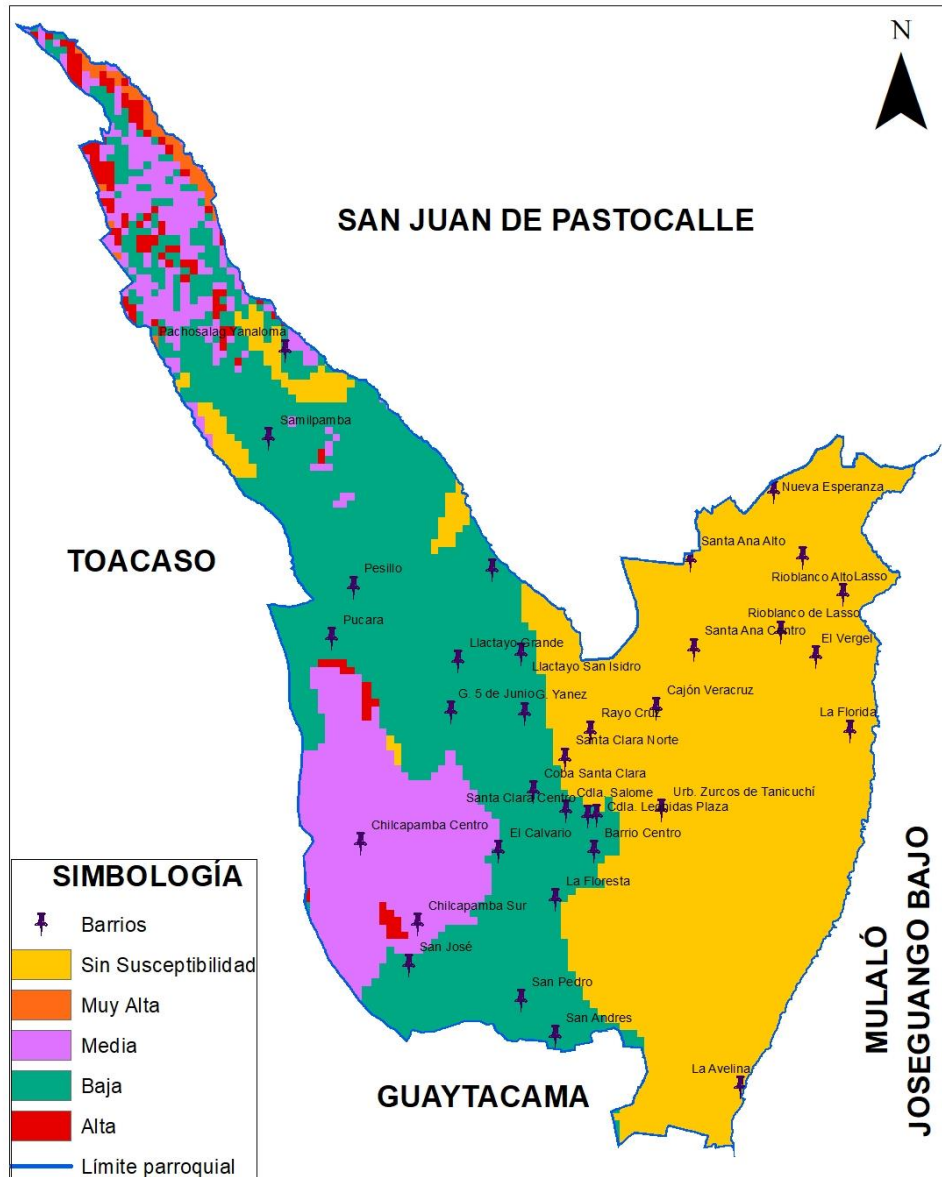 N
SAN JUAN DE PASTOCALLE
Pachosalag Yanaloma
Samilpamba
Nueva Esperanza
TOACASO
Santa Ana Alto
Pesillo
Rioblanco Alto
Lasso
Pucara
Rioblanco de Lasso
Llactayo Grande
Santa Ana Centro
El Vergel
Llactayo San Isidro
G. 5 de Junio
G. Yanez
Cajón Veracruz
Rayo Cruz
La Florida
Santa Clara Norte
Coba Santa Clara
Santa Clara Centro
Cdla. Salome
Urb. Zurcos de Tanicuchí
Cdla. Leonidas Plaza
Chilcapamba Centro
El Calvario
Barrio Centro
La Floresta
Chilcapamba Sur
San José
San Pedro
San Andres
La Avelina
GUAYTACAMA
MULALÓ
JOSEGUANGO BAJO
SIMBOLOGÍA
Barrios
Sin Susceptibilidad
Muy Alta
Media
Baja
Alta
Límite parroquial